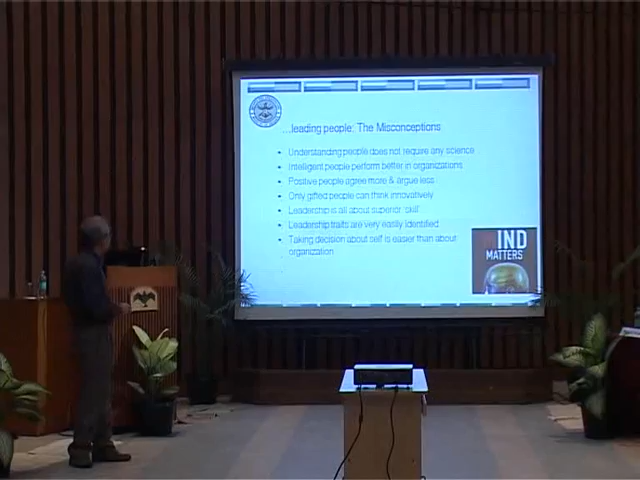 ...leading people: The Misconceptions
• Understanding people does not require any science
• Intelligent people perform better in organizations
• Positive people agree more & argue less
• Only gifted people can think innovatively
• Leadership is all about superior 'skill'
• Leadership traits are very easily identified
• Taking decision about self is easier than about
organization
MIND
MATTERS